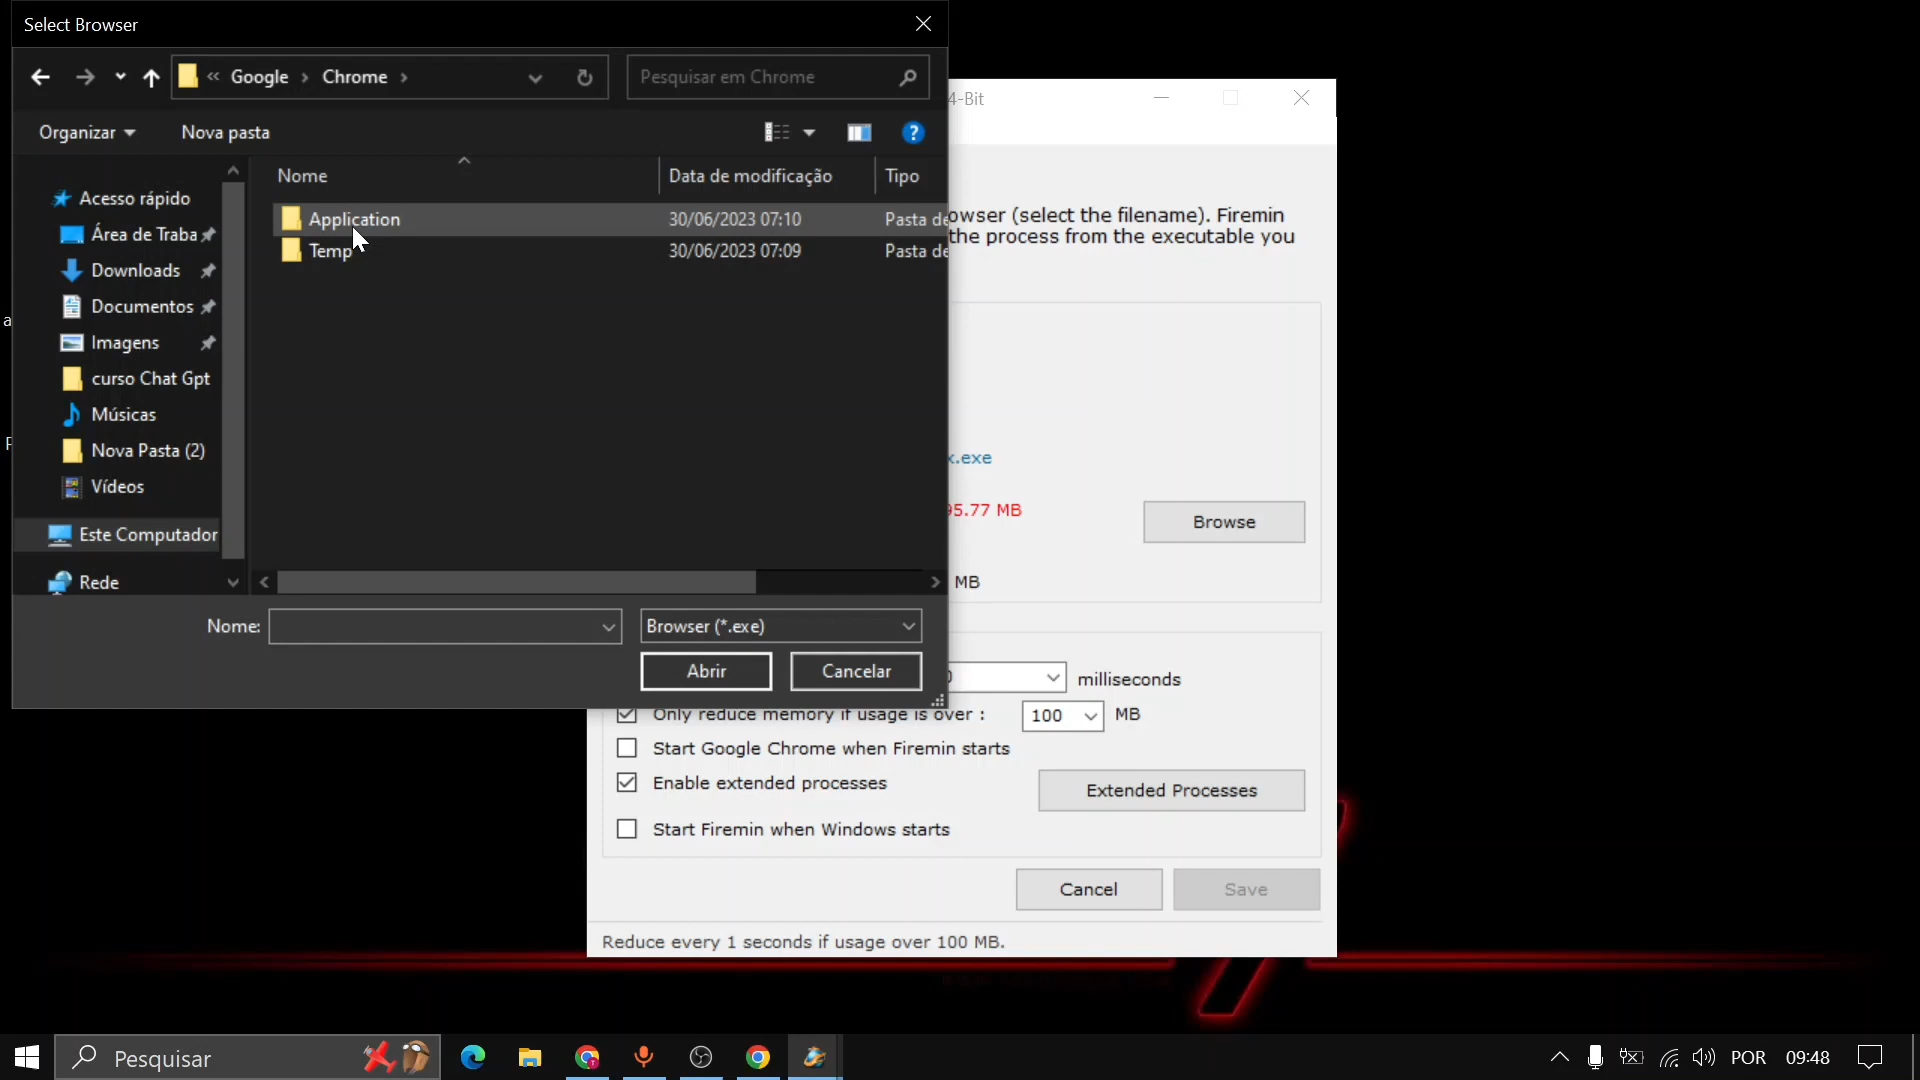 Select Browser
Google
Chrome
Pesquisar em Chrome
Organizar
Nova pasta
Nome
Data de modificação
Tipo
Acesso rápido
Área de Traba
Downloads
Documentos
Imagens
curso Chat Gpt
Músicas
Nova Pasta (2)
Vídeos
Este Computador
Rede
Application 30/06/2023 07:10 Pasta de
Temp 30/06/2023 07:09 Pasta de
Nome:
Browser (*.exe)
Abrir
Cancelar
4-Bit
owser (select the filename). Firemin
the process from the executable you
x.exe
95.77 MB
Browse
MB
milliseconds
Only reduce memory if usage is over : 100 MB
Start Google Chrome when Firemin starts
Enable extended processes
Extended Processes
Start Firemin when Windows starts
Cancel
Save
Reduce every 1 seconds if usage over 100 MB.
Pesquisar
POR
09:48